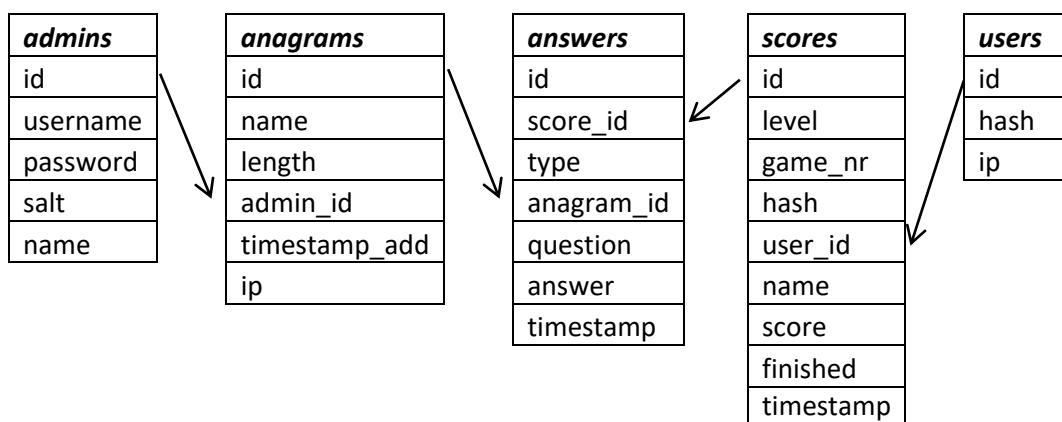 admins
id
username
password
salt
name
anagrams
id
name
length
admin_id
timestamp_add
ip
answers
id
score_id
type
anagram_id
question
answer
timestamp
scores
id
level
game_nr
hash
user_id
name
score
finished
timestamp
users
id
hash
ip